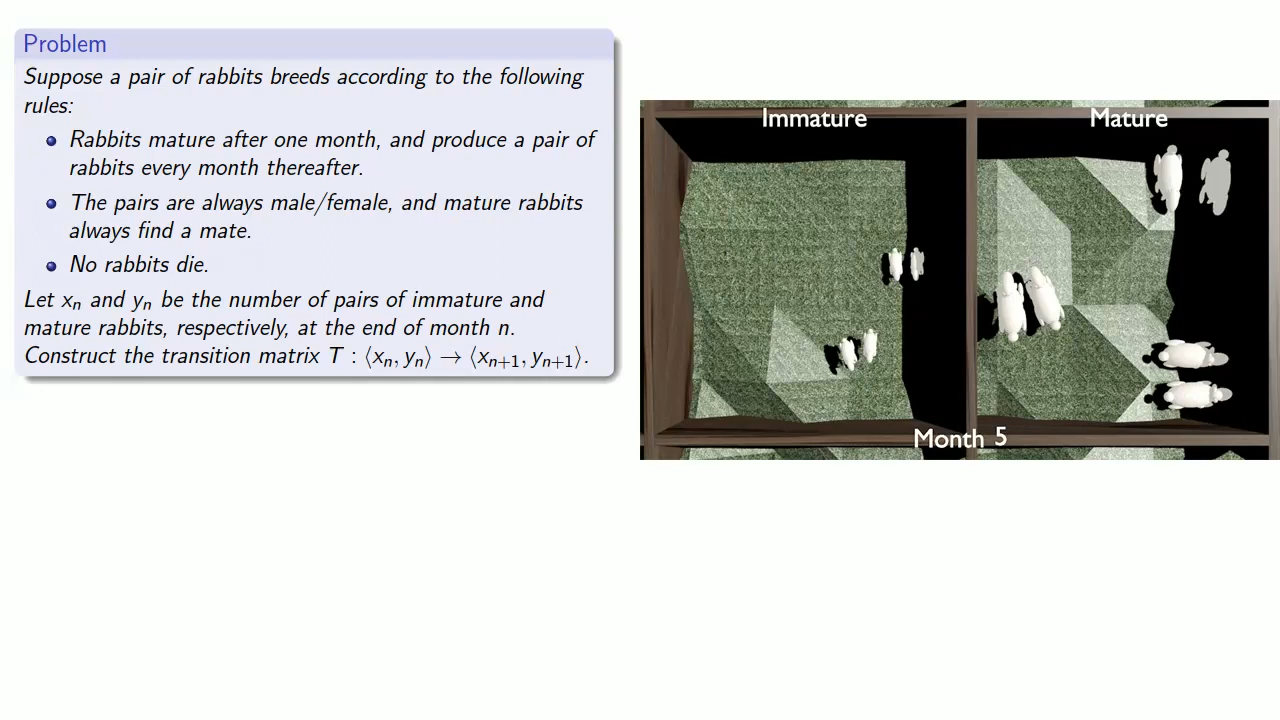 Problem
Suppose a pair of rabbits breeds according to the following
rules:
Rabbits mature after one month, and produce a pair of
rabbits every month thereafter.
The pairs are always male/female, and mature rabbits
always find a mate.
No rabbits die.
Let xₙ and yₙ be the number of pairs of immature and
mature rabbits, respectively, at the end of month n.
Construct the transition matrix T : ⟨xₙ, yₙ⟩ → ⟨xₙ₊₁, yₙ₊₁⟩.
Immature
Mature
Month 5